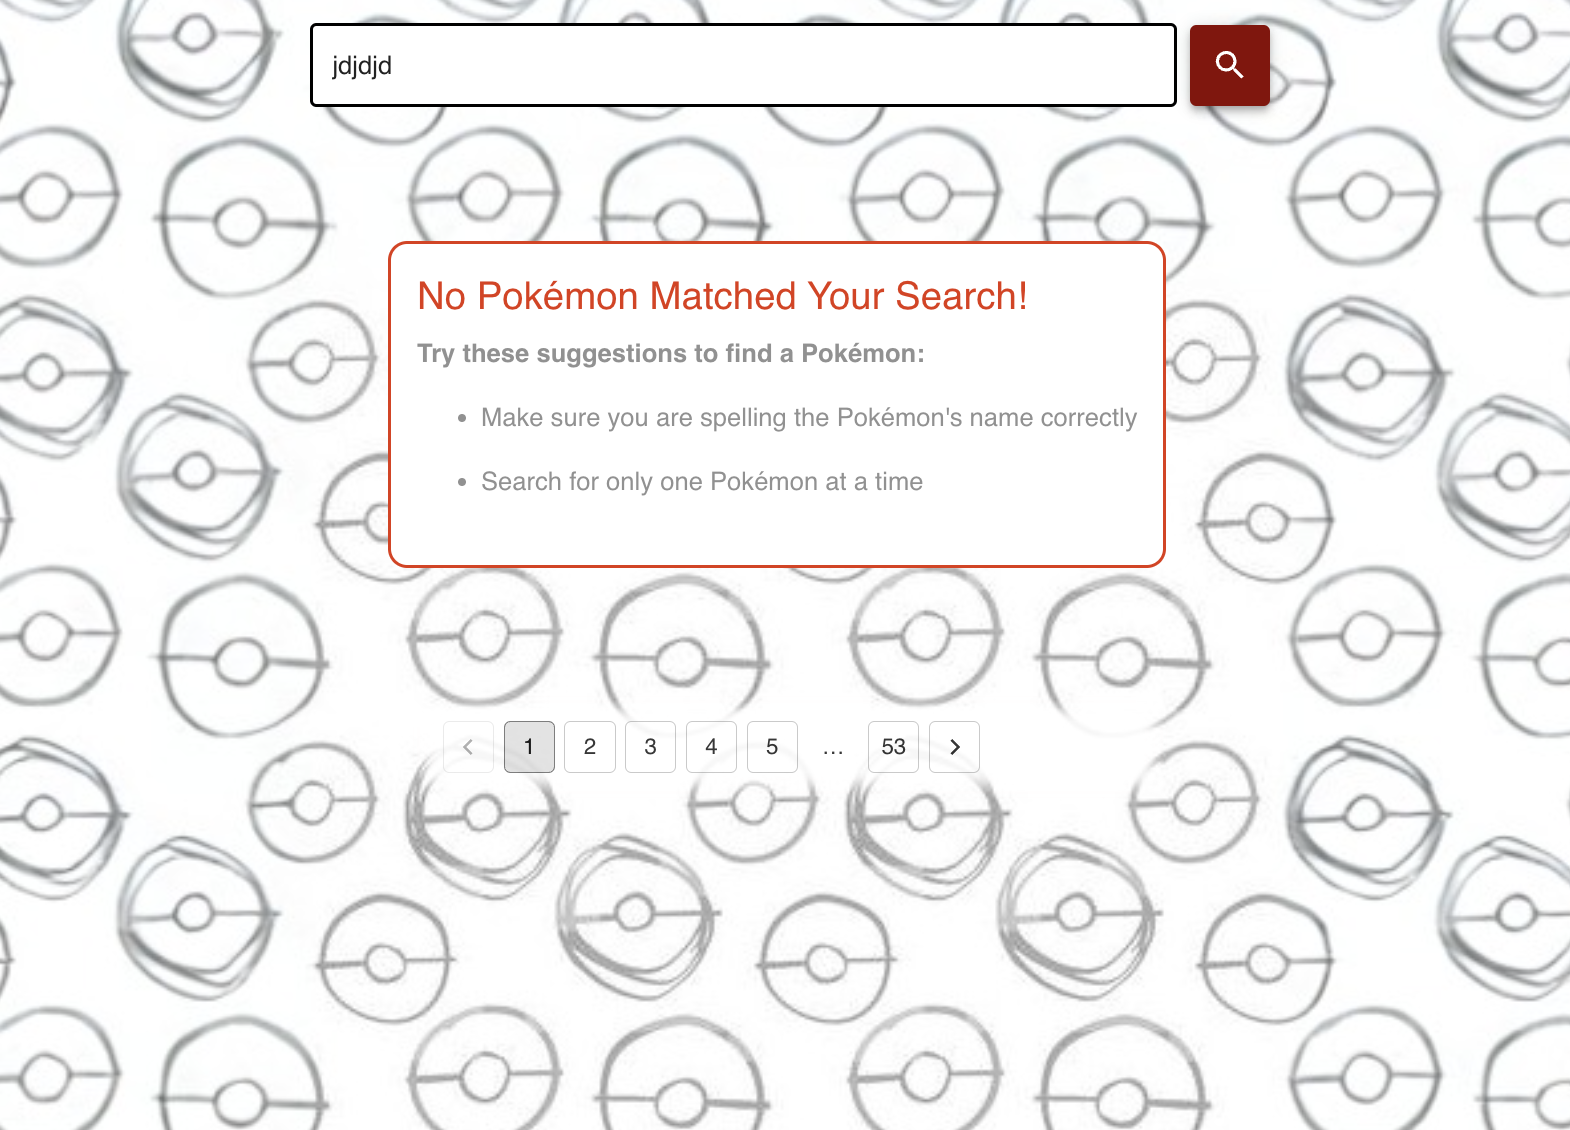 jdjdjd
No Pokémon Matched Your Search!
Try these suggestions to find a Pokémon:
• Make sure you are spelling the Pokémon's name correctly
• Search for only one Pokémon at a time
1 2 3 4 5 … 53